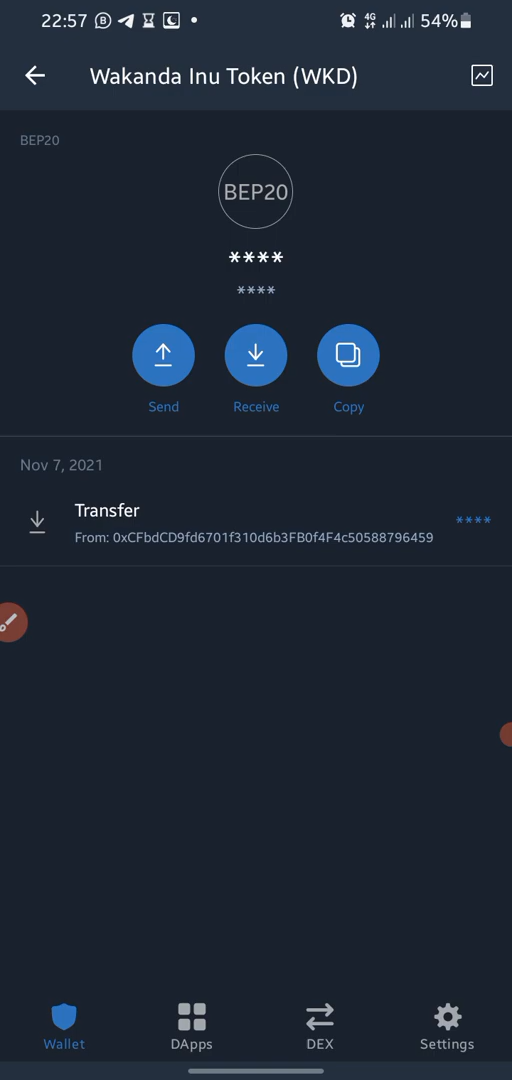 22:57 4G 54%
Wakanda Inu Token (WKD)
BEP20
BEP20
****
****
Send Receive Copy
Nov 7, 2021
Transfer
****
From: 0xCFbdCD9fd6701f310d6b3FB0f4F4c50588796459
Wallet DApps DEX Settings